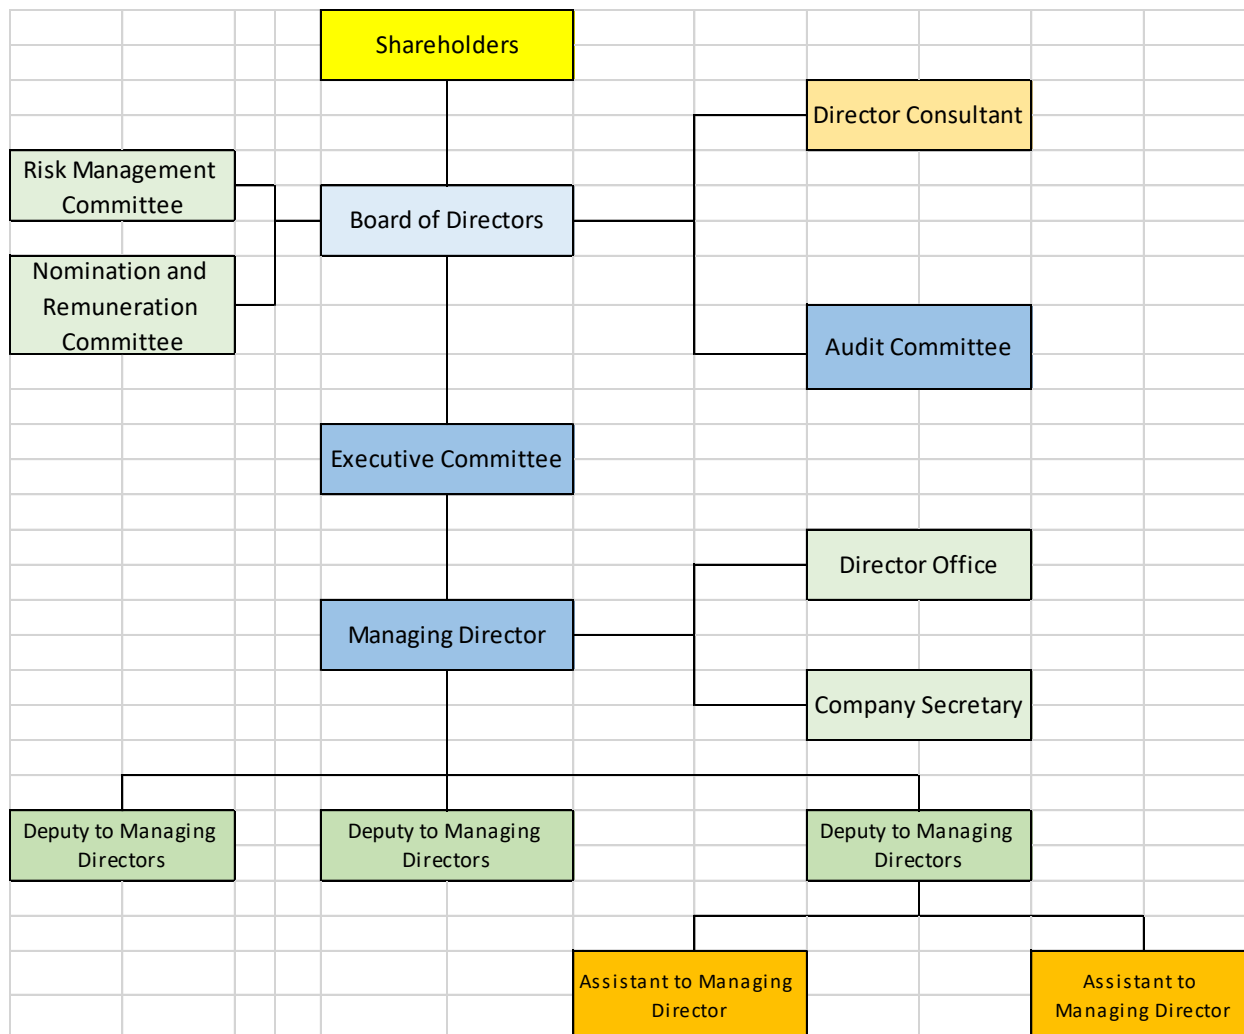 Shareholders
Director Consultant
Risk Management
Committee
Board of Directors
Nomination and
Remuneration
Committee
Audit Committee
Executive Committee
Director Office
Managing Director
Company Secretary
Deputy to Managing
Directors
Deputy to Managing
Directors
Deputy to Managing
Directors
Assistant to Managing
Director
Assistant to
Managing Director